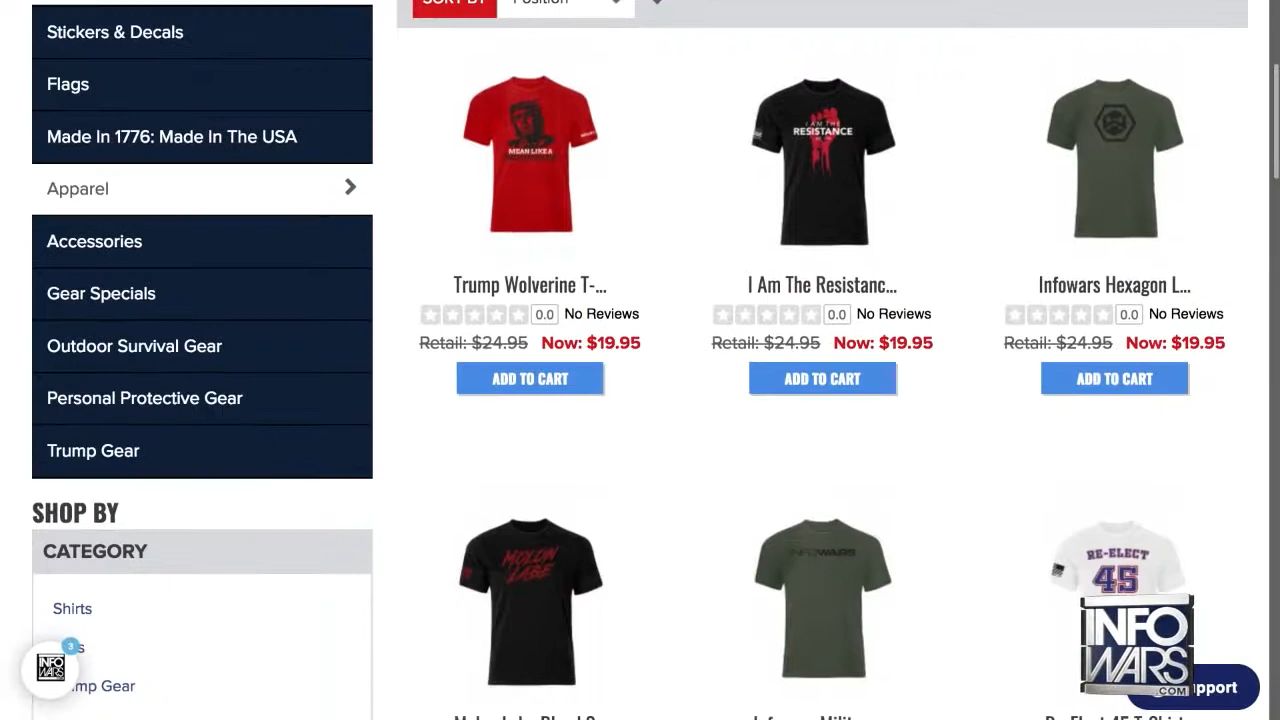 SORT BY Position
Stickers & Decals
Flags
Made In 1776: Made In The USA
Apparel
Accessories
Gear Specials
Outdoor Survival Gear
Personal Protective Gear
Trump Gear
SHOP BY
CATEGORY
Shirts
s
mp Gear
3
INFO
WARS
MEAN LIKE A
I AM THE
RESISTANCE
Trump Wolverine T-...
I Am The Resistanc...
Infowars Hexagon L...
0.0 No Reviews
0.0 No Reviews
0.0 No Reviews
Retail: $24.95 Now: $19.95
Retail: $24.95 Now: $19.95
Retail: $24.95 Now: $19.95
ADD TO CART
ADD TO CART
ADD TO CART
MOLON
LABE
INFOWARS
RE-ELECT
45
INFO
WARS
.COM
upport